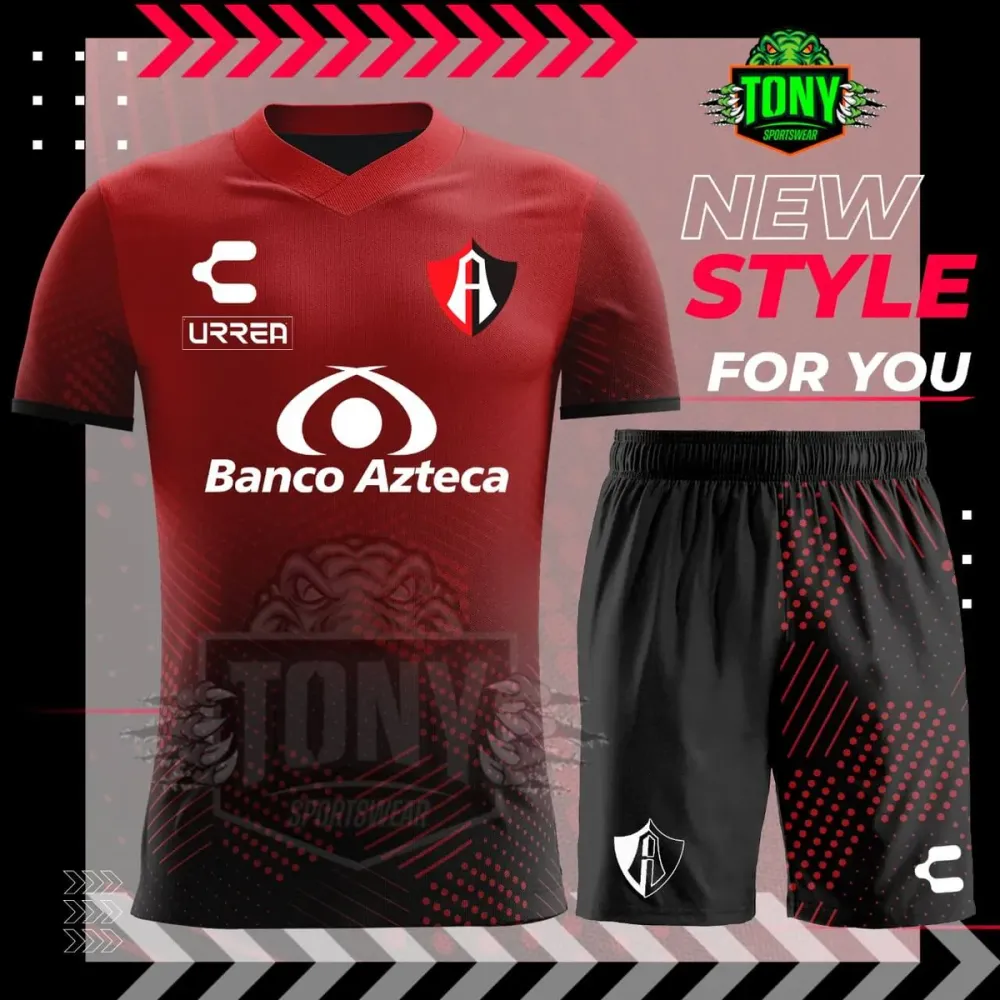 TONY
SPORTSWEAR
NEW
STYLE
FOR YOU
URREA
A
Banco Azteca
TONY
SPORTSWEAR
A